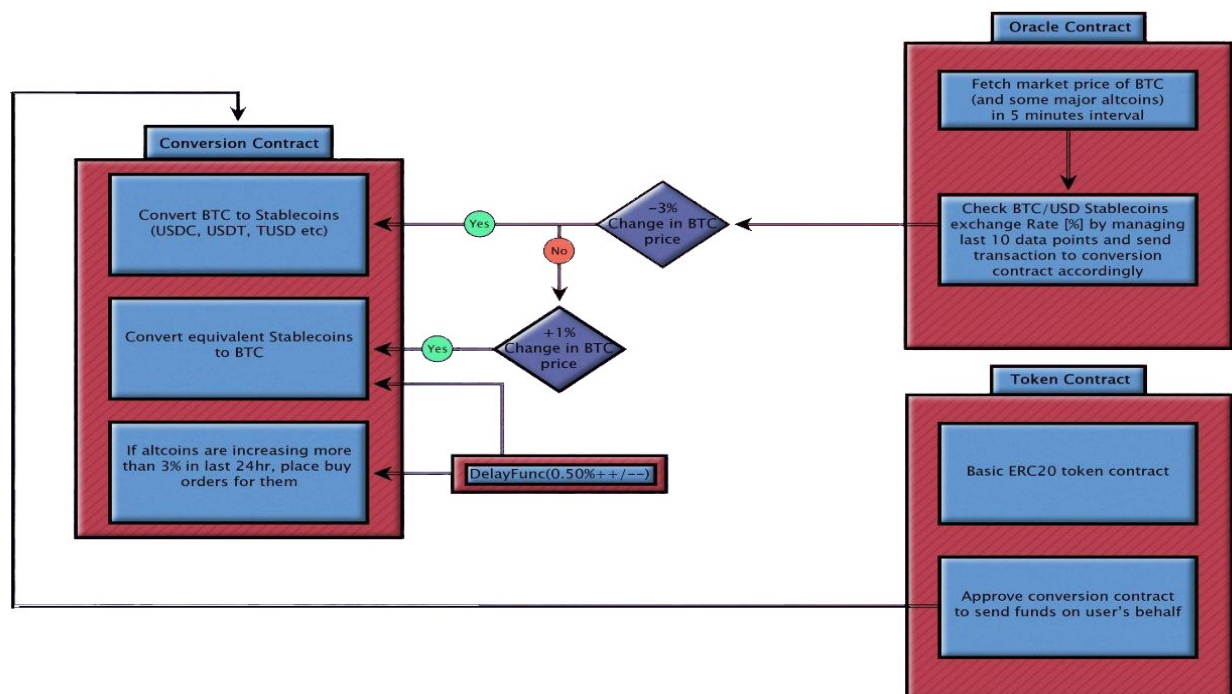 Oracle Contract
Fetch market price of BTC
(and some major altcoins)
in 5 minutes interval
Check BTC/USD Stablecoins
exchange Rate [%] by managing
last 10 data points and send
transaction to conversion
contract accordingly
−3%
Change in BTC
price
Yes
No
+1%
Change in BTC
price
Yes
Conversion Contract
Convert BTC to Stablecoins
(USDC, USDT, TUSD etc)
Convert equivalent Stablecoins
to BTC
If altcoins are increasing more
than 3% in last 24hr, place buy
orders for them
DelayFunc(0.50%++/--)
Token Contract
Basic ERC20 token contract
Approve conversion contract
to send funds on user's behalf